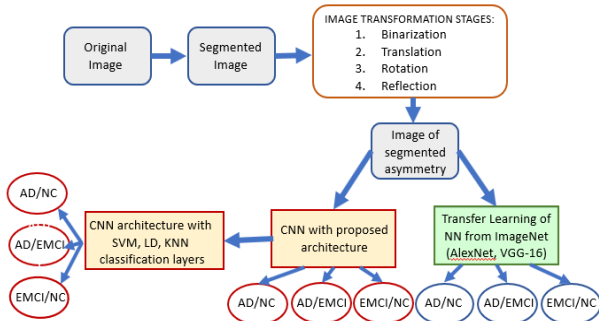 Original
Image
Segmented
Image
IMAGE TRANSFORMATION STAGES:
1. Binarization
2. Translation
3. Rotation
4. Reflection
Image of
segmented
asymmetry
AD/NC
AD/EMCI
EMCI/NC
CNN architecture with
SVM, LD, KNN
classification layers
CNN with proposed
architecture
Transfer Learning of
NN from ImageNet
(AlexNet, VGG-16)
AD/NC
AD/EMCI
EMCI/NC
AD/NC
AD/EMCI
EMCI/NC